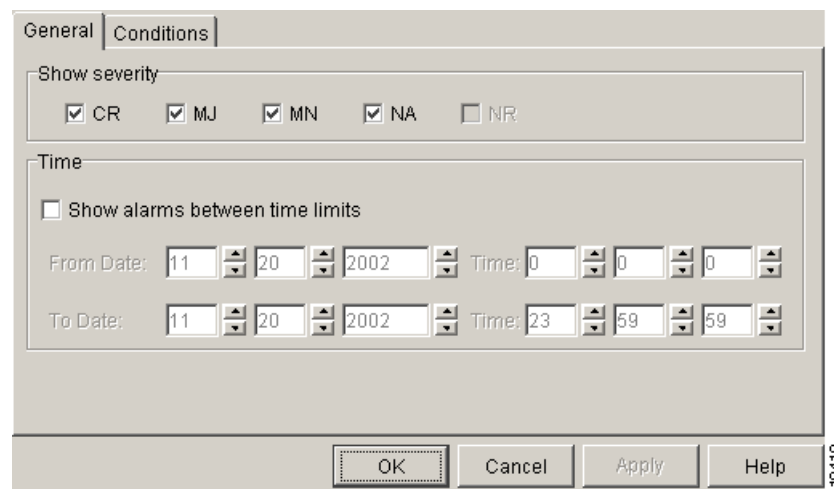 General Conditions
Show severity
CR MJ MN NA NR
Time
Show alarms between time limits
From Date: 11 20 2002 Time: 0 0 0
To Date: 11 20 2002 Time: 23 59 59
OK Cancel Apply Help